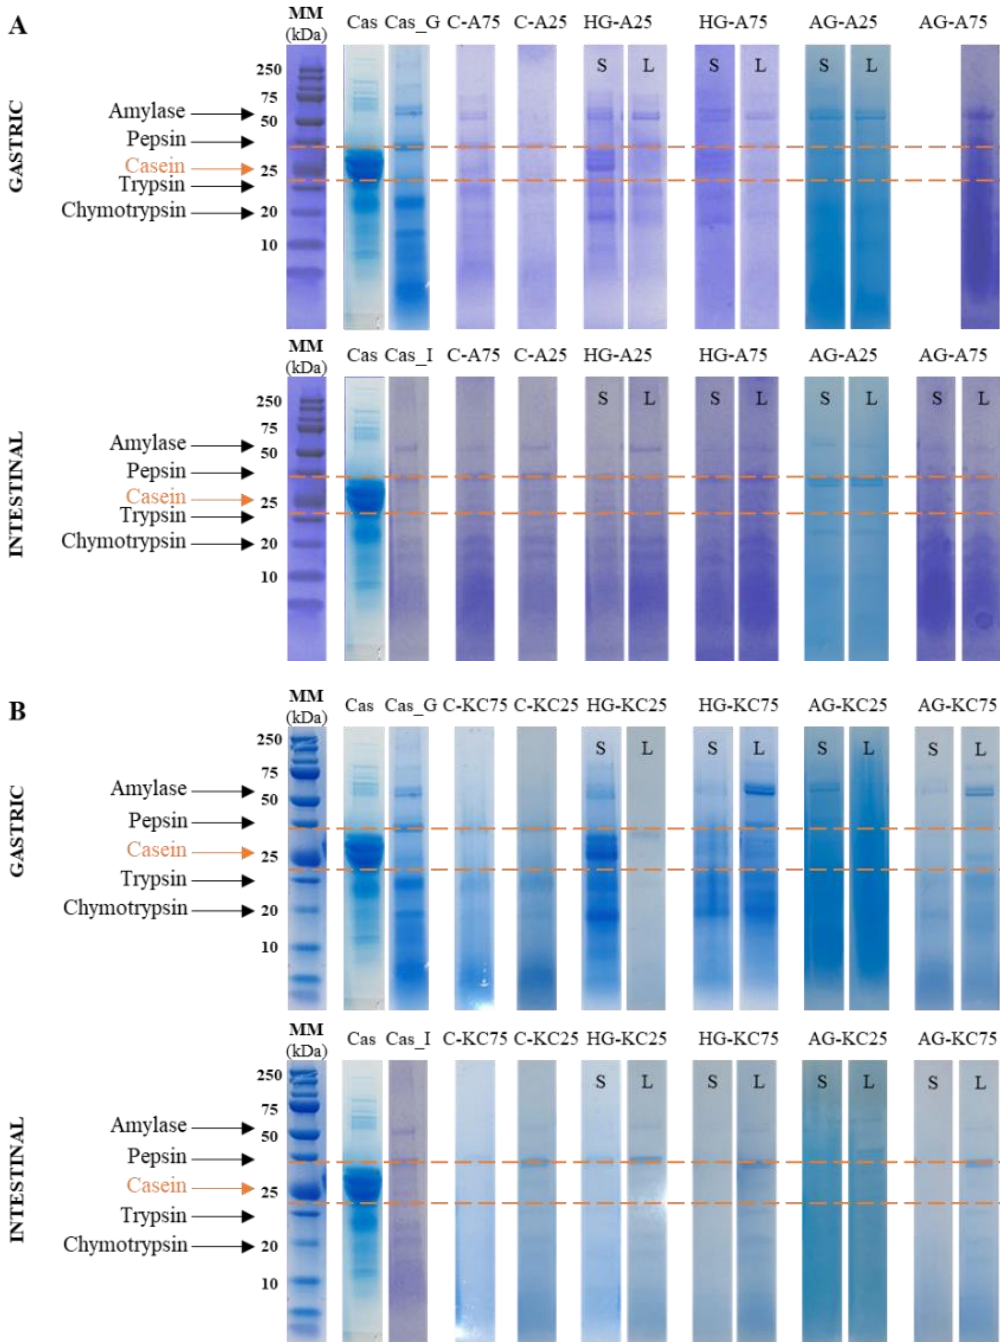 A
MM
(kDa)
Cas Cas_G C-A75 C-A25 HG-A25 HG-A75 AG-A25 AG-A75
S L S L S L
GASTRIC
250
75
Amylase
50
Pepsin
Casein
25
Trypsin
Chymotrypsin
20
10
MM
(kDa)
Cas Cas_I C-A75 C-A25 HG-A25 HG-A75 AG-A25 AG-A75
S L S L S L S L
INTESTINAL
250
75
Amylase
50
Pepsin
Casein
25
Trypsin
Chymotrypsin
20
10
B
MM
(kDa)
Cas Cas_G C-KC75 C-KC25 HG-KC25 HG-KC75 AG-KC25 AG-KC75
S L S L S L S L
GASTRIC
250
75
Amylase
50
Pepsin
Casein
25
Trypsin
Chymotrypsin
20
10
MM
(kDa)
Cas Cas_I C-KC75 C-KC25 HG-KC25 HG-KC75 AG-KC25 AG-KC75
S L S L S L S L
INTESTINAL
250
75
Amylase
50
Pepsin
Casein
25
Trypsin
Chymotrypsin
20
10